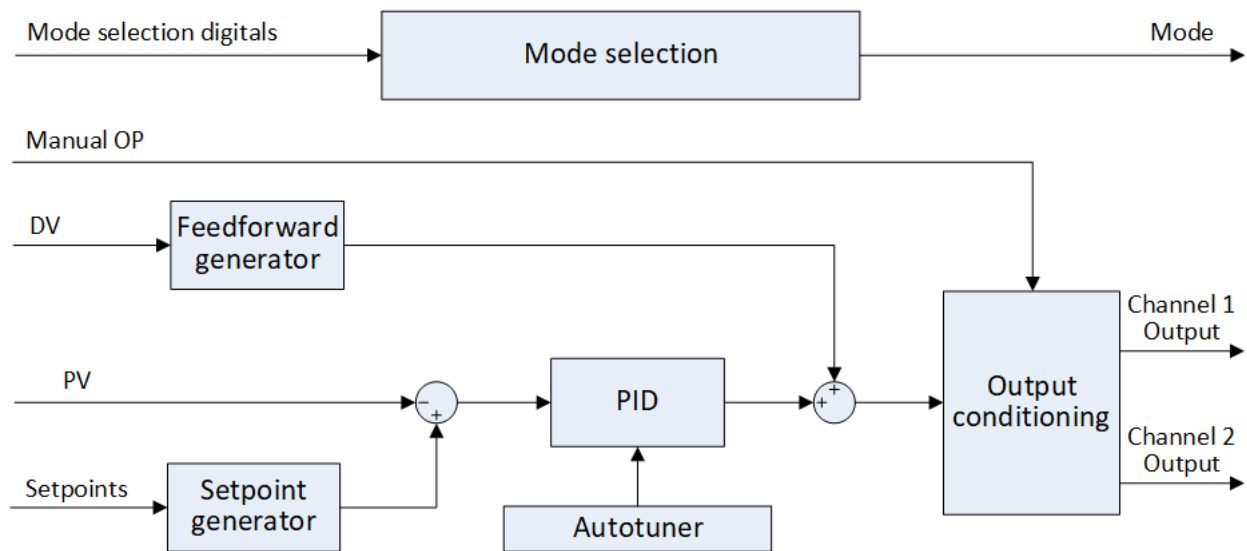 Mode selection digitals
Mode selection
Mode
Manual OP
DV
Feedforward
generator
Channel 1
Output
PV
−
+
PID
+
+
Output
conditioning
Channel 2
Output
Setpoints
Setpoint
generator
Autotuner